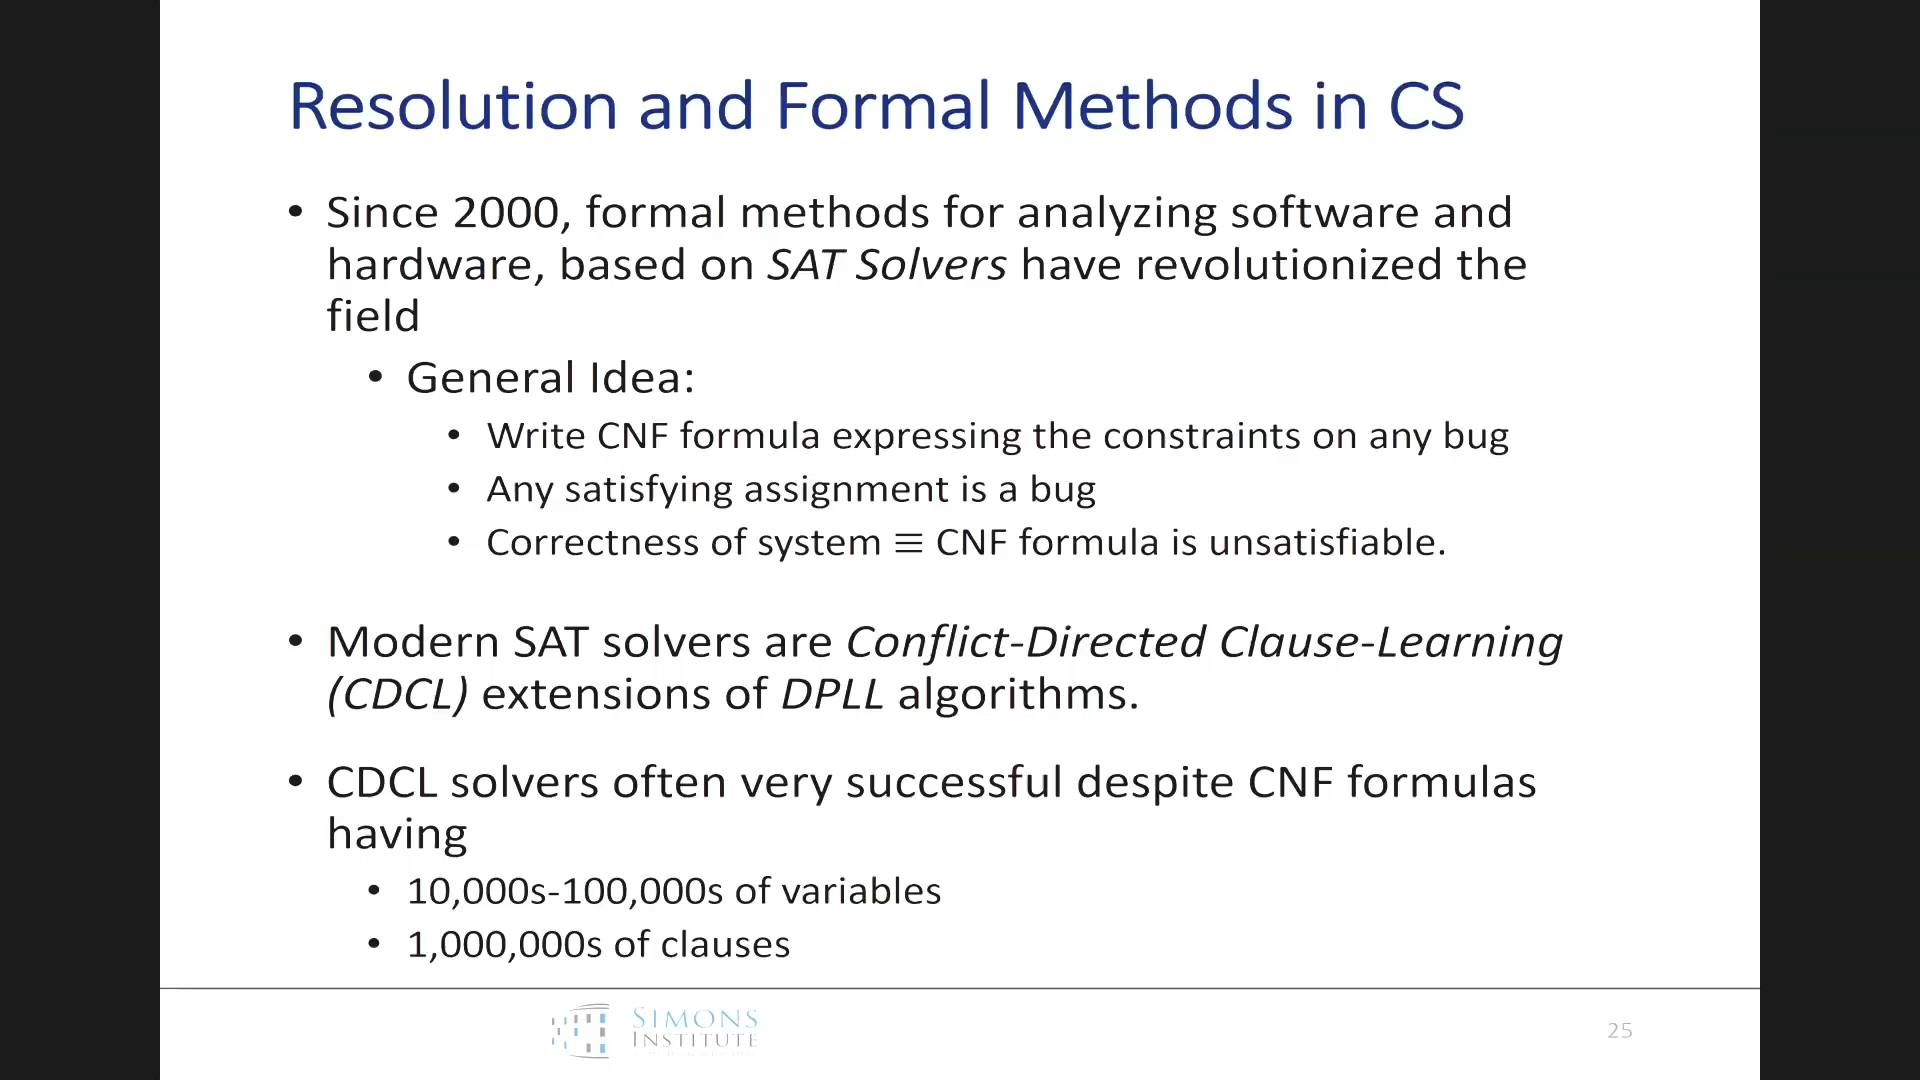 Resolution and Formal Methods in CS
• Since 2000, formal methods for analyzing software and
hardware, based on SAT Solvers have revolutionized the
field
• General Idea:
• Write CNF formula expressing the constraints on any bug
• Any satisfying assignment is a bug
• Correctness of system ≡ CNF formula is unsatisfiable.
• Modern SAT solvers are Conflict-Directed Clause-Learning
(CDCL) extensions of DPLL algorithms.
• CDCL solvers often very successful despite CNF formulas
having
• 10,000s-100,000s of variables
• 1,000,000s of clauses
SIMONS
INSTITUTE
25